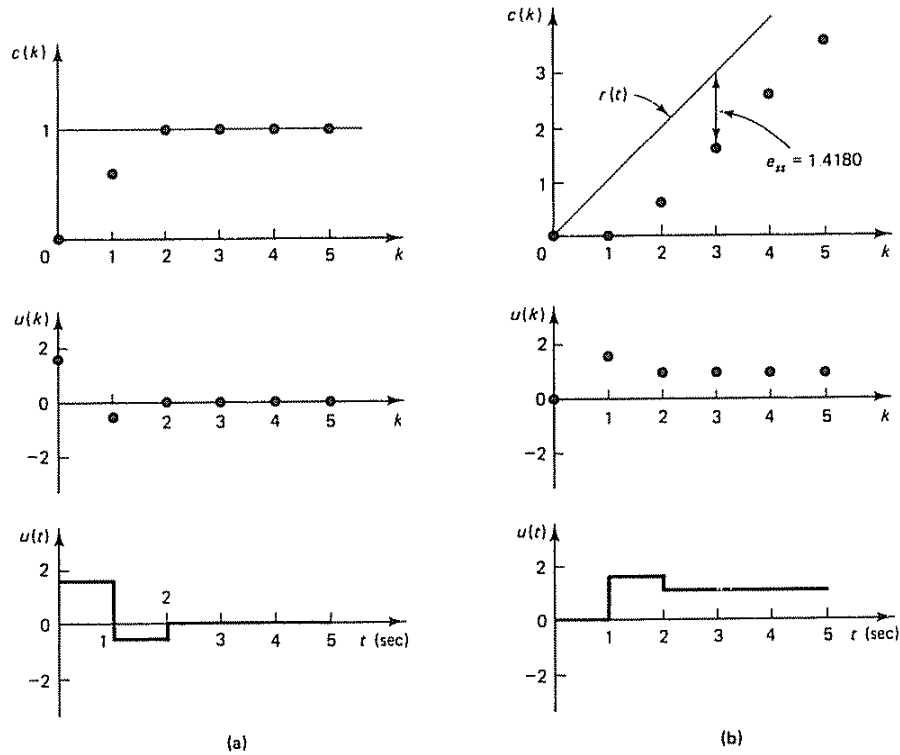 c(k)
1
0
1 2 3 4 5 k
u(k)
2
0
1 2 3 4 5 k
−2
u(t)
2
2
0
1 3 4 5 t (sec)
−2
(a)
c(k)
3
r(t)
2
e_ss = 1.4180
1
0
1 2 3 4 5 k
u(k)
2
0
1 2 3 4 5 k
−2
u(t)
2
0
1 2 3 4 5 t (sec)
−2
(b)